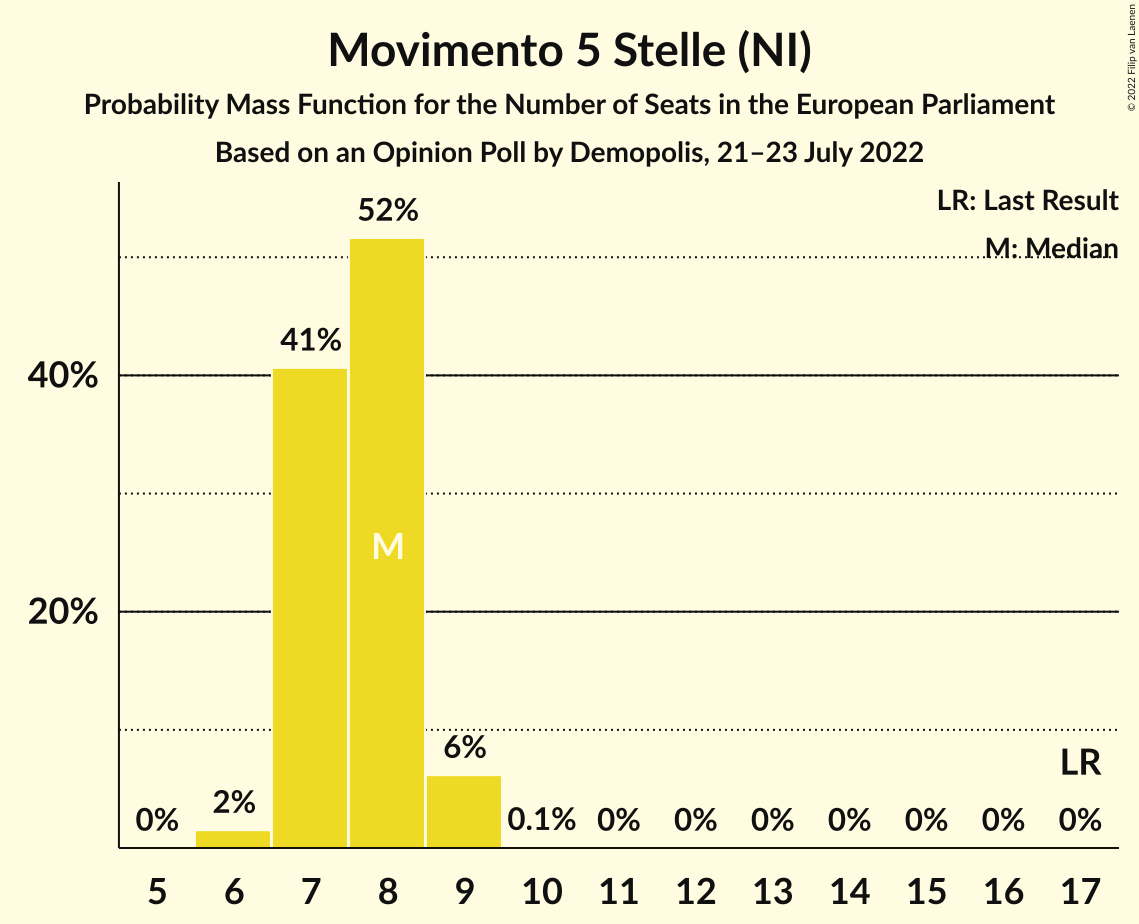 Movimento 5 Stelle (NI)
Probability Mass Function for the Number of Seats in the European Parliament
Based on an Opinion Poll by Demopolis, 21–23 July 2022
© 2022 Filip van Laenen
LR: Last Result
M: Median
52%
41%
40%
M
20%
6%
LR
2%
0% 0.1% 0% 0% 0% 0% 0% 0% 0%
5 6 7 8 9 10 11 12 13 14 15 16 17